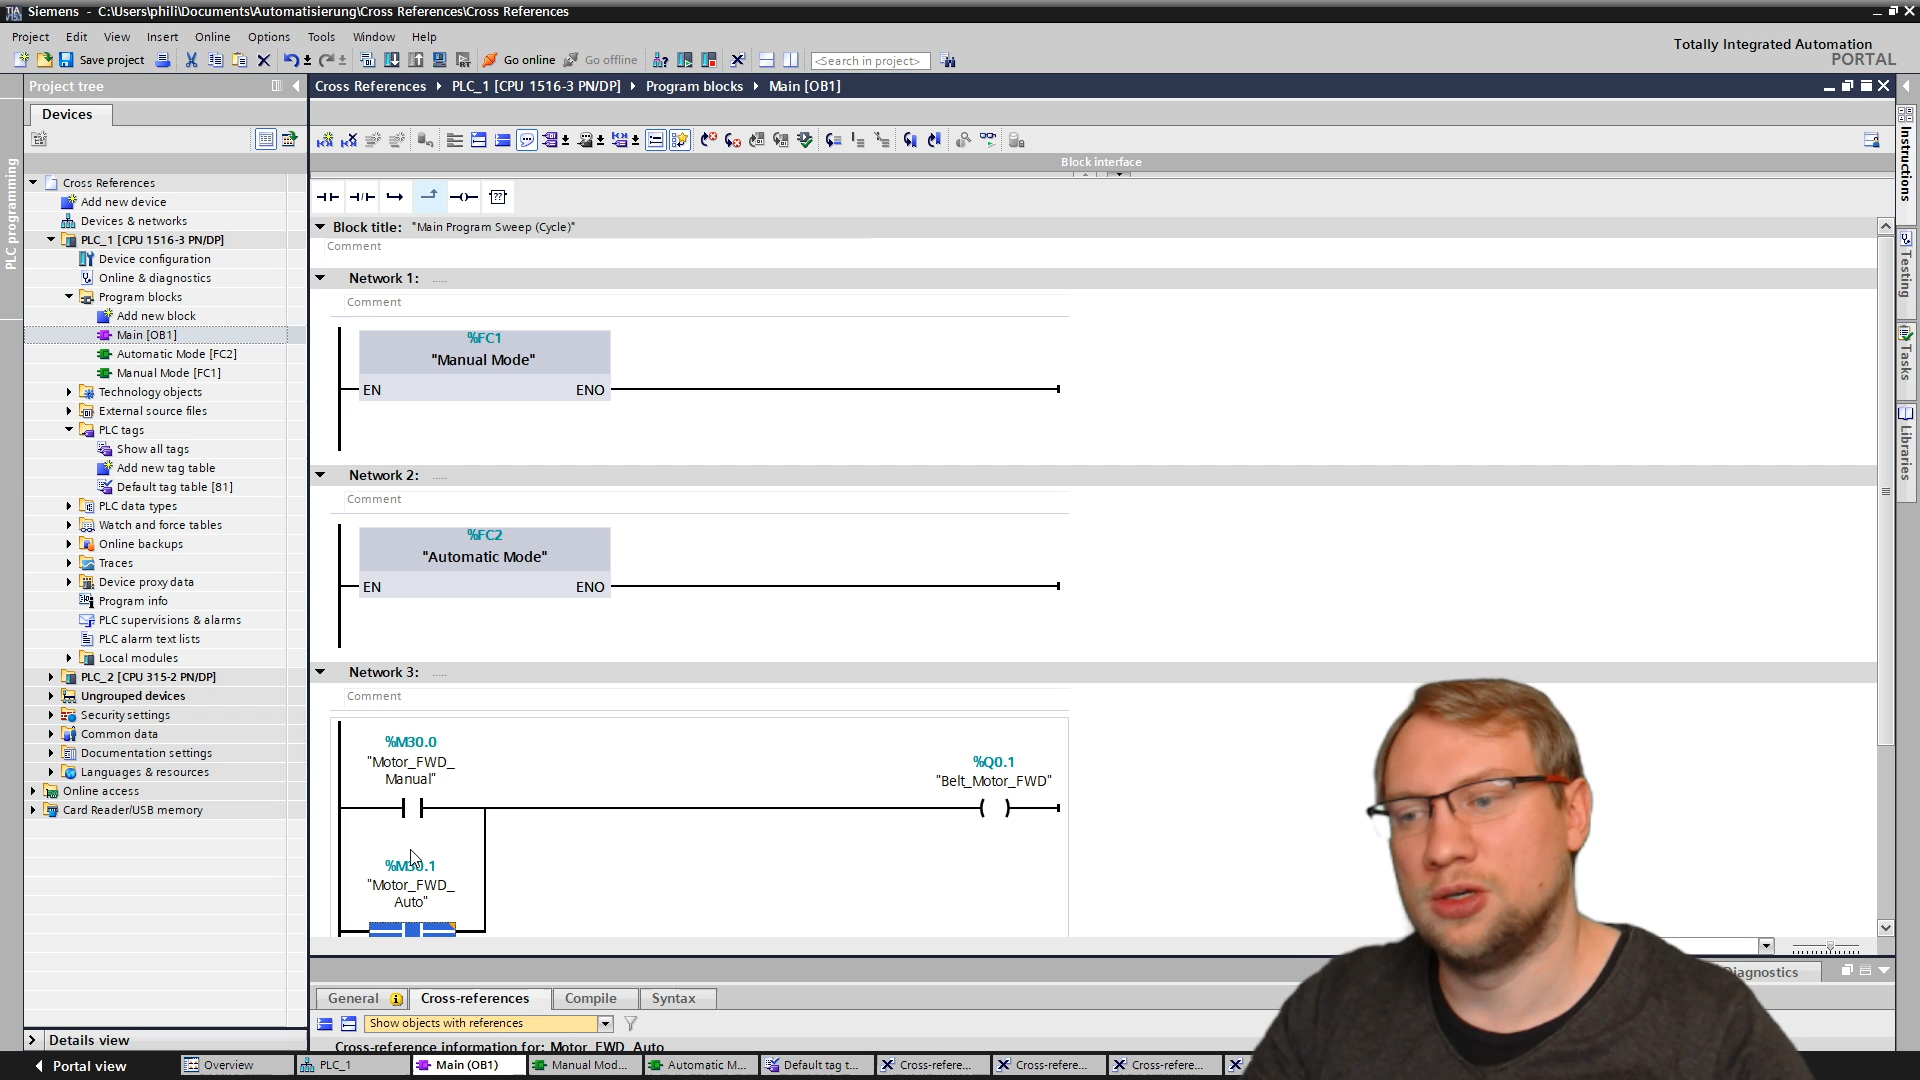 Siemens - C:\Users\phili\Documents\Automatisierung\Cross References\Cross References
Project Edit View Insert Online Options Tools Window Help
Totally Integrated Automation
PORTAL
Save project
Go online
Go offline
<Search in project>
Project tree
Cross References
PLC_1 [CPU 1516-3 PN/DP]
Program blocks
Main [OB1]
Devices
PLC programming
Cross References
Add new device
Devices & networks
PLC_1 [CPU 1516-3 PN/DP]
Device configuration
Online & diagnostics
Program blocks
Add new block
Main [OB1]
Automatic Mode [FC2]
Manual Mode [FC1]
Technology objects
External source files
PLC tags
Show all tags
Add new tag table
Default tag table [81]
PLC data types
Watch and force tables
Online backups
Traces
Device proxy data
Program info
PLC supervisions & alarms
PLC alarm text lists
Local modules
PLC_2 [CPU 315-2 PN/DP]
Ungrouped devices
Security settings
Common data
Documentation settings
Languages & resources
Online access
Card Reader/USB memory
Details view
Block interface
??
Block title: "Main Program Sweep (Cycle)"
Comment
Network 1: .....
Comment
%FC1
"Manual Mode"
EN ENO
Network 2: .....
Comment
%FC2
"Automatic Mode"
EN ENO
Network 3: .....
Comment
%M30.0
"Motor_FWD_
Manual"
%Q0.1
"Belt_Motor_FWD"
%M30.1
"Motor_FWD_
Auto"
Instructions
Testing
Tasks
Libraries
Diagnostics
General
Cross-references
Compile
Syntax
Show objects with references
Cross-reference information for: Motor_FWD_Auto
Portal view
Overview
PLC_1
Main (OB1)
Manual Mod...
Automatic M...
Default tag t...
Cross-refere...
Cross-refere...
Cross-refere...